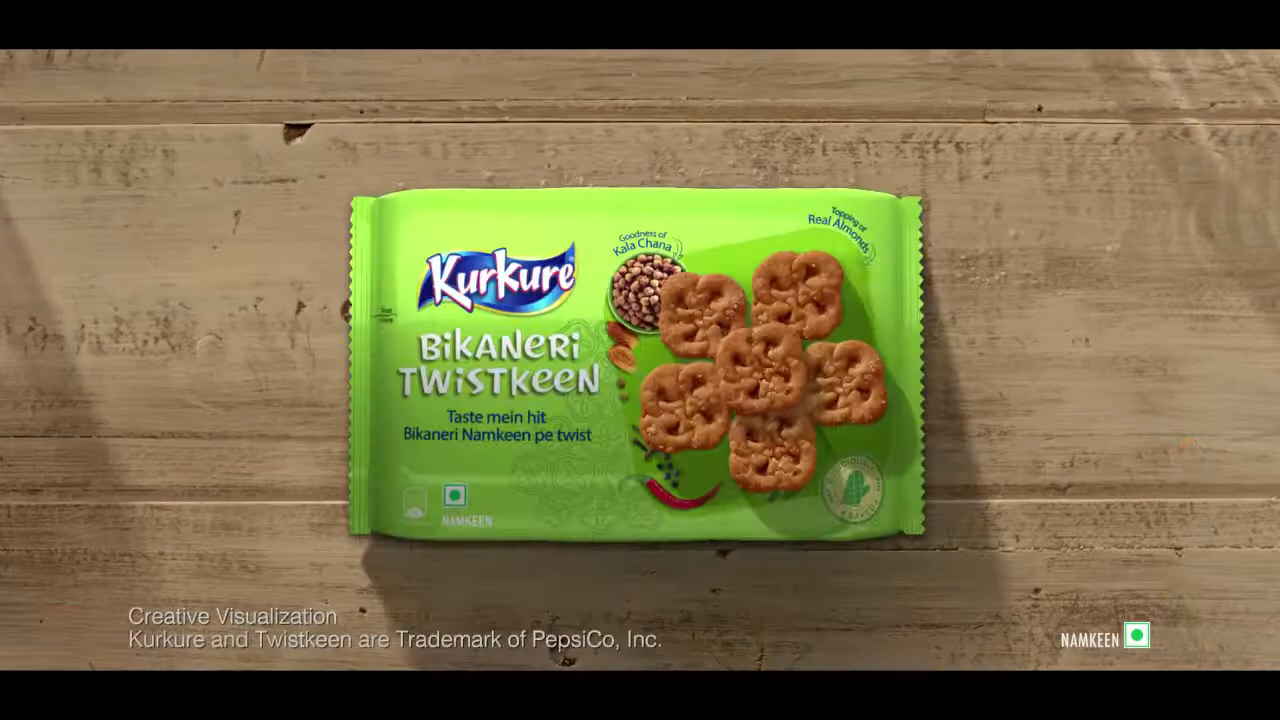 Goodness of
Kala Chana
Topping of
Real Almonds
Kurkure
BiKANERi
TWiSTKEEN
Taste mein hit
Bikaneri Namkeen pe twist
NAMKEEN
BAKED
Creative Visualization
Kurkure and Twistkeen are Trademark of PepsiCo, Inc.
NAMKEEN